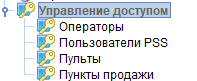 Управление доступом
Операторы
Пользователи PSS
Пульты
Пункты продажи